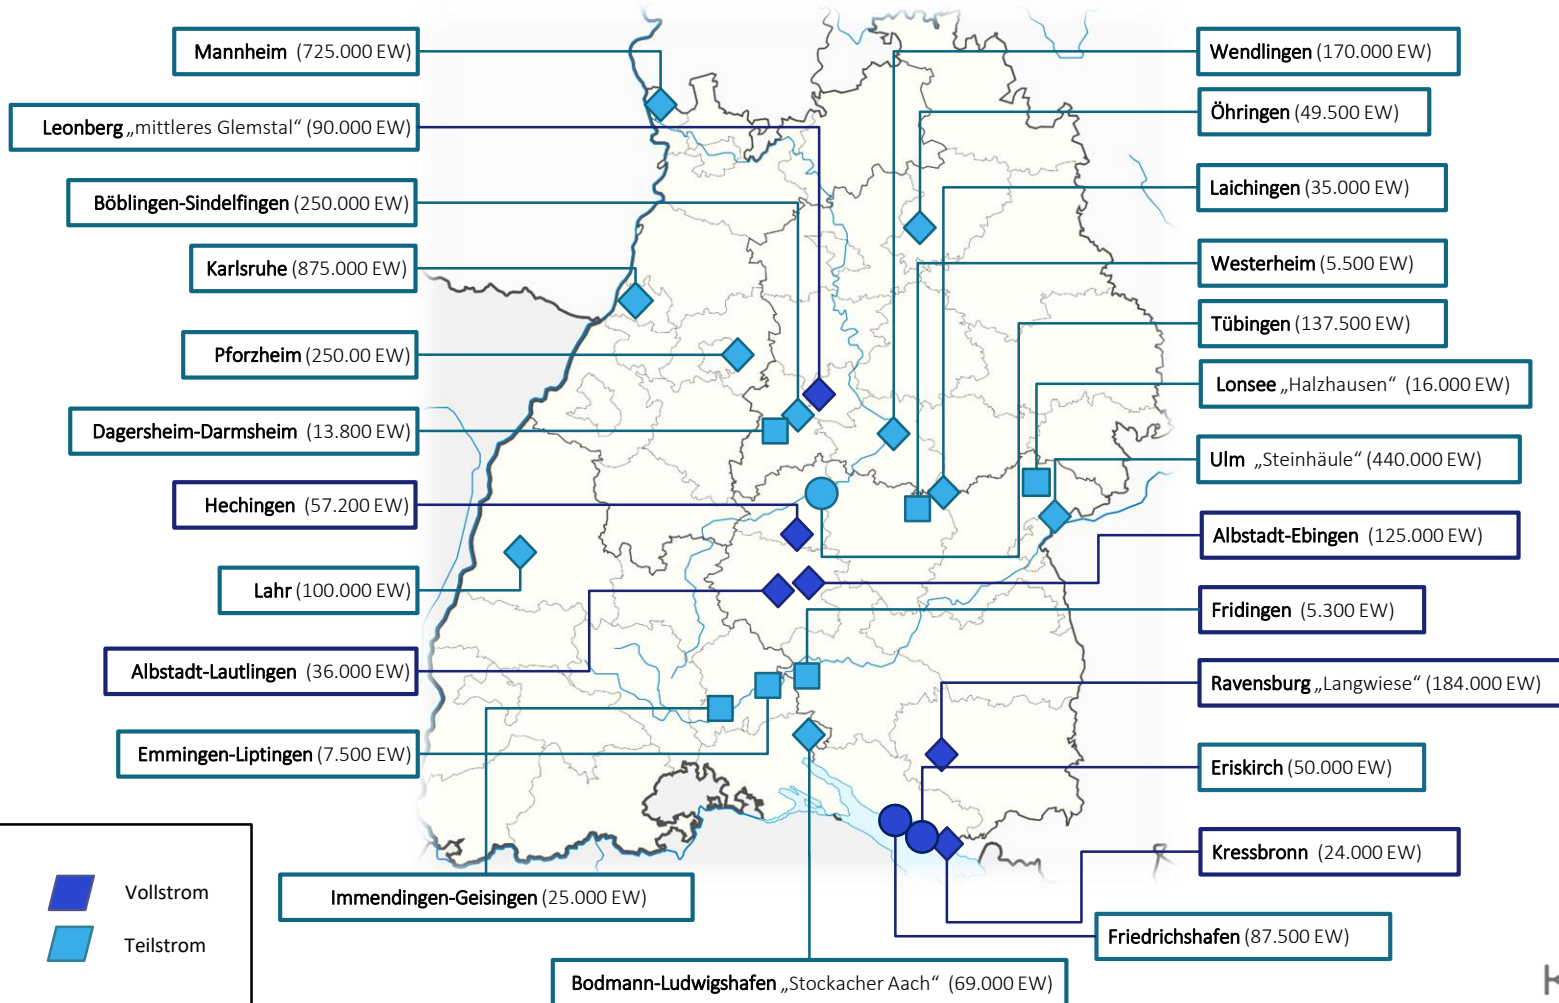 Mannheim (725.000 EW)
Leonberg „mittleres Glemstal“ (90.000 EW)
Böblingen-Sindelfingen (250.000 EW)
Karlsruhe (875.000 EW)
Pforzheim (250.00 EW)
Dagersheim-Darmsheim (13.800 EW)
Hechingen (57.200 EW)
Lahr (100.000 EW)
Albstadt-Lautlingen (36.000 EW)
Emmingen-Liptingen (7.500 EW)
Immendingen-Geisingen (25.000 EW)
Bodmann-Ludwigshafen „Stockacher Aach“ (69.000 EW)
Wendlingen (170.000 EW)
Öhringen (49.500 EW)
Laichingen (35.000 EW)
Westerheim (5.500 EW)
Tübingen (137.500 EW)
Lonsee „Halzhausen“ (16.000 EW)
Ulm „Steinhäule“ (440.000 EW)
Albstadt-Ebingen (125.000 EW)
Fridingen (5.300 EW)
Ravensburg „Langwiese“ (184.000 EW)
Eriskirch (50.000 EW)
Kressbronn (24.000 EW)
Friedrichshafen (87.500 EW)
Vollstrom
Teilstrom